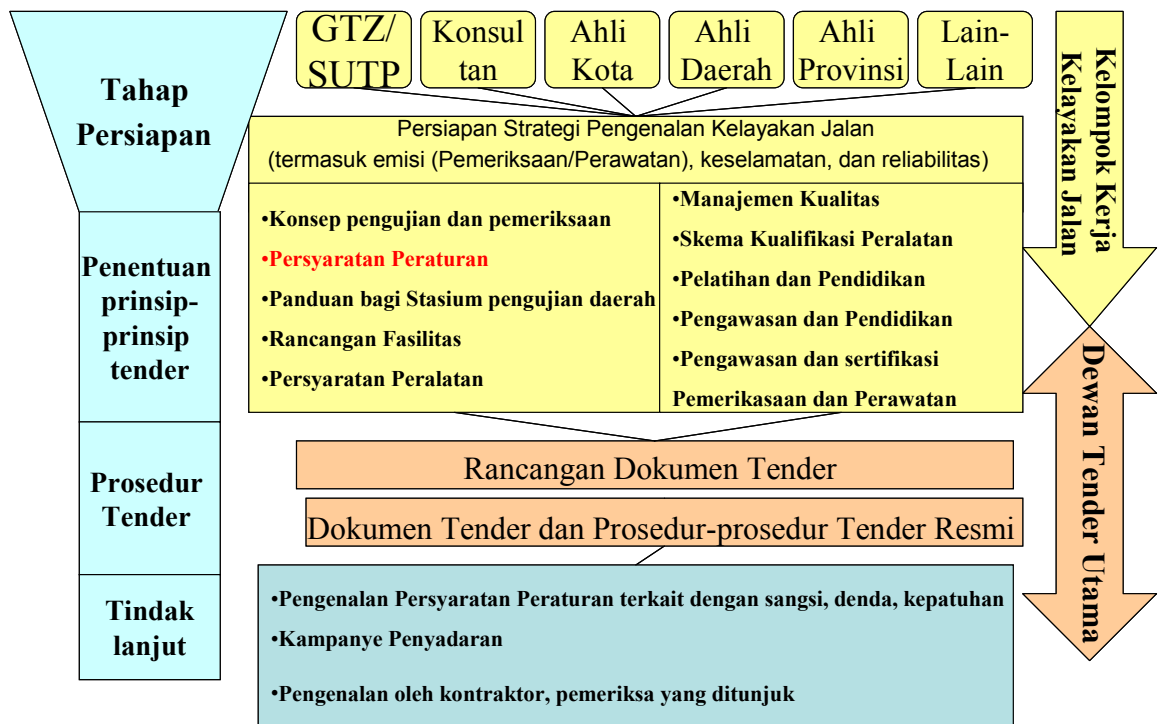 Tahap
Persiapan
GTZ/
SUTP
Konsul
tan
Ahli
Kota
Ahli
Daerah
Ahli
Provinsi
Lain-
Lain
Kelompok Kerja
Kelayakan Jalan
Persiapan Strategi Pengenalan Kelayakan Jalan
(termasuk emisi (Pemeriksaan/Perawatan), keselamatan, dan reliabilitas)
Penentuan
prinsip-
prinsip
tender
•Konsep pengujian dan pemeriksaan
•Persyaratan Peraturan
•Panduan bagi Stasium pengujian daerah
•Rancangan Fasilitas
•Persyaratan Peralatan
•Manajemen Kualitas
•Skema Kualifikasi Peralatan
•Pelatihan dan Pendidikan
•Pengawasan dan Pendidikan
•Pengawasan dan sertifikasi
Pemerikasaan dan Perawatan
Dewan Tender Utama
Prosedur
Tender
Rancangan Dokumen Tender
Dokumen Tender dan Prosedur-prosedur Tender Resmi
Tindak
lanjut
•Pengenalan Persyaratan Peraturan terkait dengan sangsi, denda, kepatuhan
•Kampanye Penyadaran
•Pengenalan oleh kontraktor, pemeriksa yang ditunjuk